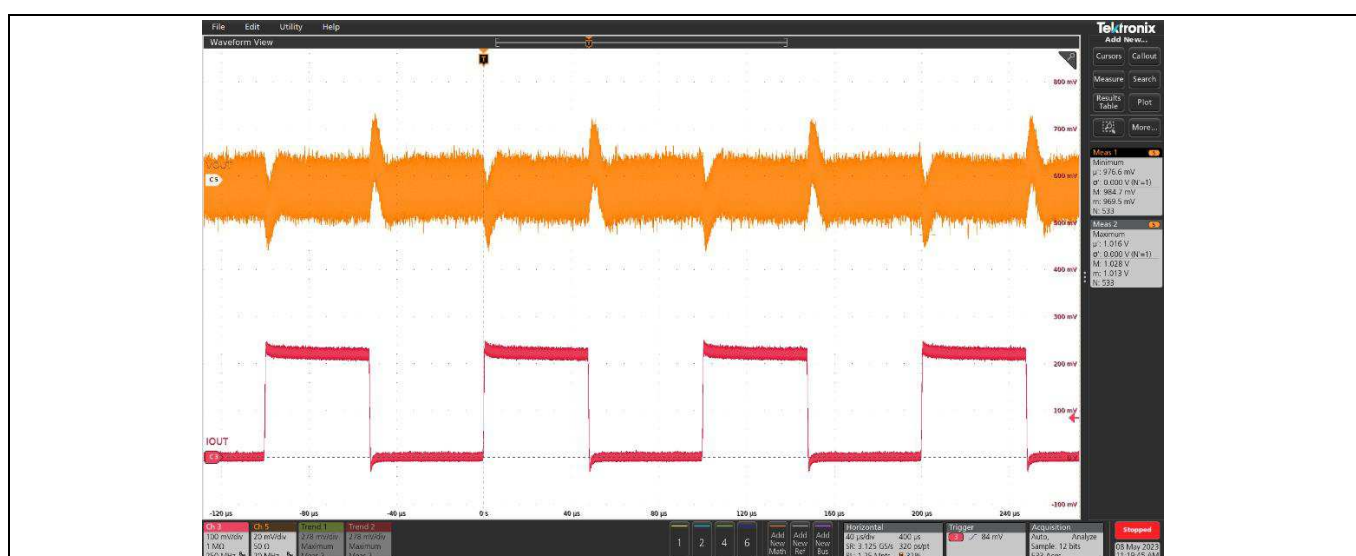 File Edit Utility Help
Tektronix
Add New...
Waveform View
Cursors Callout
Measure Search
Results Table Plot
More...
T
T
800 mV
700 mV
600 mV
500 mV
400 mV
300 mV
200 mV
100 mV
-100 mV
C5
IOUT
C3
-120 µs -80 µs -40 µs 0 s 40 µs 80 µs 120 µs 160 µs 200 µs 240 µs
Meas 1 5
Minimum
µ': 976.6 mV
σ': 0.000 V (N'=1)
M: 984.7 mV
m: 969.5 mV
N: 533
Meas 2 5
Maximum
µ': 1.016 V
σ': 0.000 V (N'=1)
M: 1.028 V
m: 1.013 V
N: 533
Ch 3
100 mV/div
1 MΩ
Ch 5
20 mV/div
50 Ω
Trend 1
278 mV/div
Maximum
Trend 2
278 mV/div
Maximum
1 2 4 6
Add New Math
Add New Ref
Add New Bus
Horizontal
40 µs/div 400 µs
SR: 3.125 GS/s 320 ps/pt
Trigger
3 84 mV
Acquisition
Auto, Analyze
Sample: 12 bits
Stopped
08 May 2023